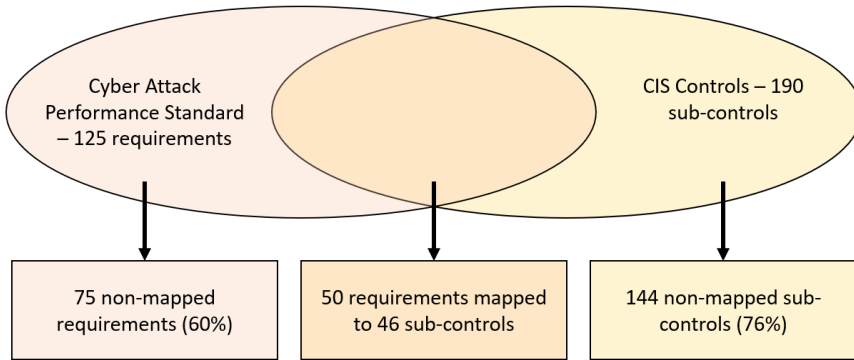 Cyber Attack
Performance Standard
– 125 requirements
CIS Controls – 190
sub-controls
75 non-mapped
requirements (60%)
50 requirements mapped
to 46 sub-controls
144 non-mapped sub-
controls (76%)